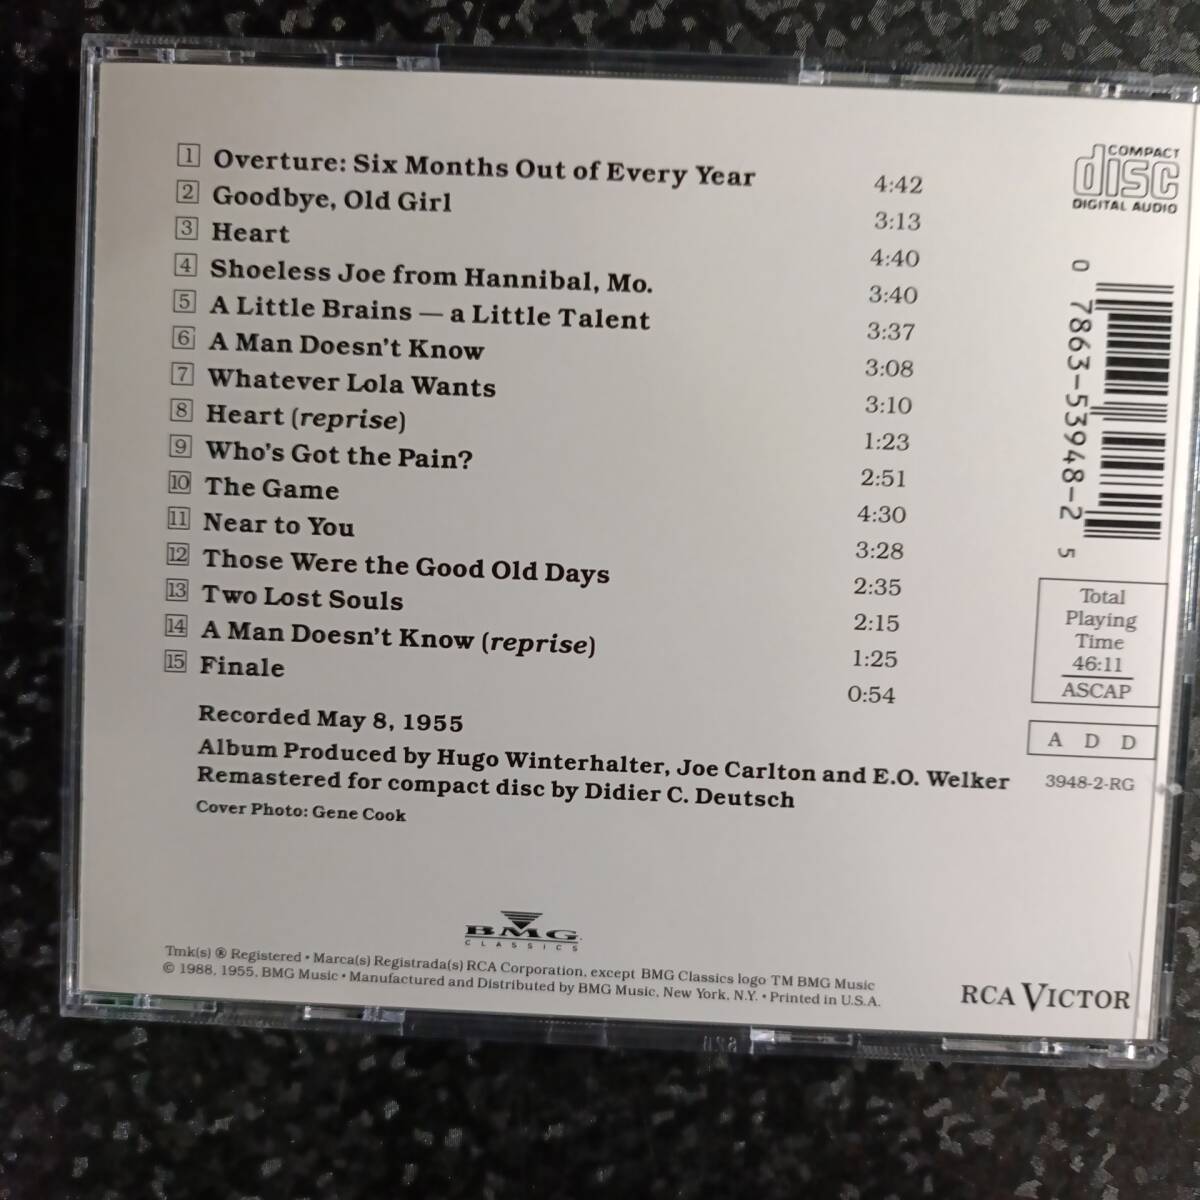 1 Overture: Six Months Out of Every Year 4:42
2 Goodbye, Old Girl 3:13
3 Heart 4:40
4 Shoeless Joe from Hannibal, Mo. 3:40
5 A Little Brains — a Little Talent 3:37
6 A Man Doesn't Know 3:08
7 Whatever Lola Wants 3:10
8 Heart (reprise) 1:23
9 Who's Got the Pain? 2:51
10 The Game 4:30
11 Near to You 3:28
12 Those Were the Good Old Days 2:35
13 Two Lost Souls 2:15
14 A Man Doesn't Know (reprise) 1:25
15 Finale 0:54
Recorded May 8, 1955
Album Produced by Hugo Winterhalter, Joe Carlton and E.O. Welker
Remastered for compact disc by Didier C. Deutsch
Cover Photo: Gene Cook
COMPACT
disc
DIGITAL AUDIO
0 7863-53948-2 5
Total
Playing
Time
46:11
ASCAP
A D D
3948-2-RG
BMG
CLASSICS
Tmk(s) ® Registered • Marca(s) Registrada(s) RCA Corporation, except BMG Classics logo TM BMG Music
© 1988, 1955, BMG Music • Manufactured and Distributed by BMG Music, New York, N.Y. • Printed in U.S.A.
RCA VICTOR